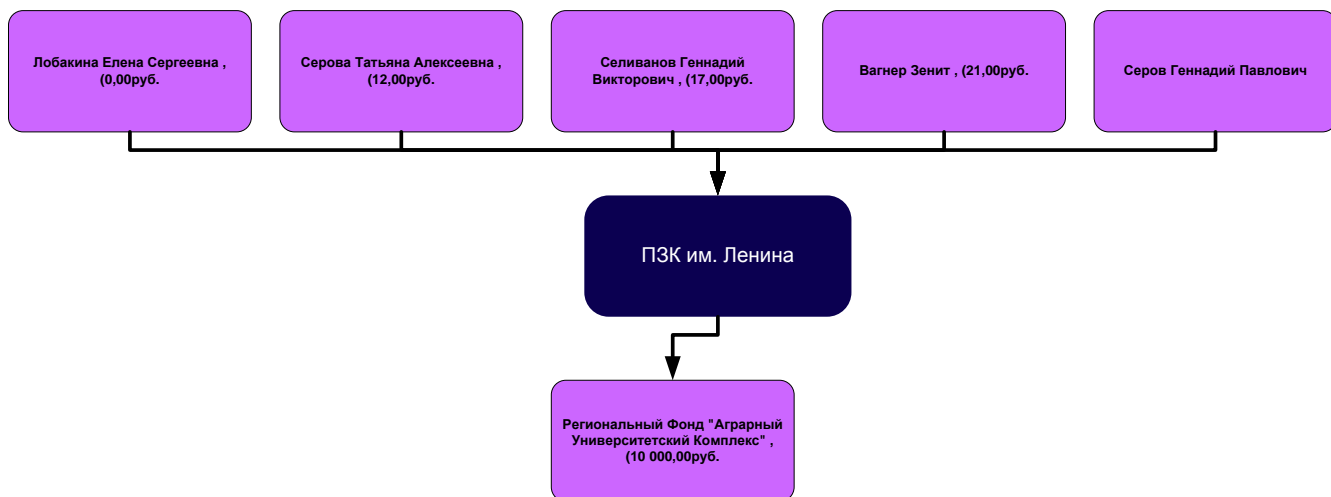 Лобакина Елена Сергеевна ,
(0,00руб.
Серова Татьяна Алексеевна ,
(12,00руб.
Селиванов Геннадий
Викторович , (17,00руб.
Вагнер Зенит , (21,00руб.
Серов Геннадий Павлович
ПЗК им. Ленина
Региональный Фонд "Аграрный
Университетский Комплекс" ,
(10 000,00руб.